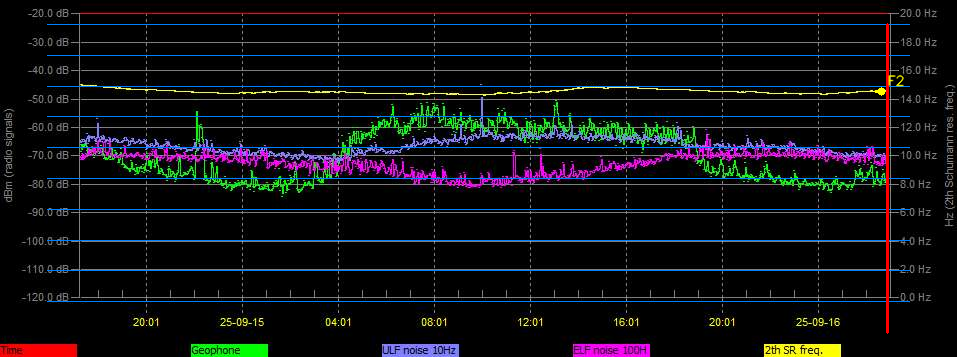 -20.0 dB 20.0 Hz
-30.0 dB 18.0 Hz
-40.0 dB 16.0 Hz
F2
-50.0 dB 14.0 Hz
-60.0 dB 12.0 Hz
-70.0 dB 10.0 Hz
-80.0 dB 8.0 Hz
-90.0 dB 6.0 Hz
-100.0 dB 4.0 Hz
-110.0 dB 2.0 Hz
-120.0 dB 0.0 Hz
dBm (radio signals)
Hz (2th Schumann res. freq.)
20:01 25-09-15 04:01 08:01 12:01 16:01 20:01 25-09-16
Time Geophone ULF noise 10Hz ELF noise 100H 2th SR freq.